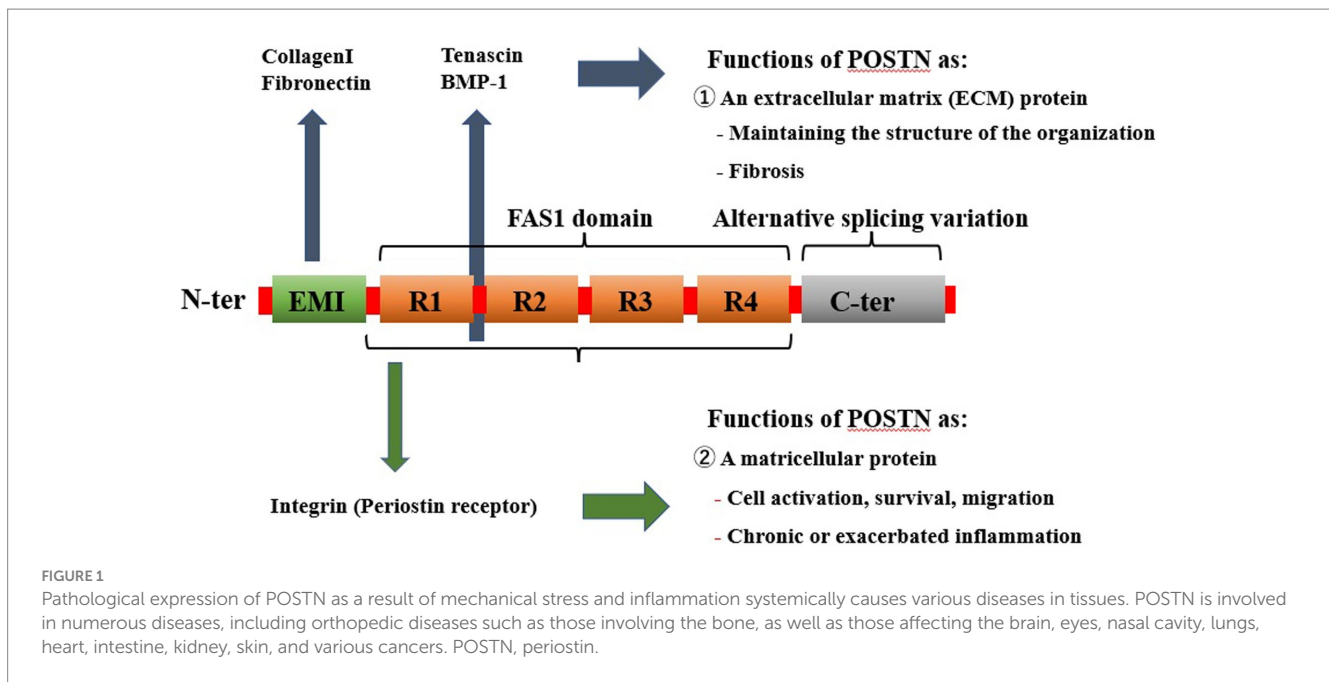 CollagenI
Fibronectin
Tenascin
BMP-1
Functions of POSTN as:
① An extracellular matrix (ECM) protein
- Maintaining the structure of the organization
- Fibrosis
FAS1 domain
Alternative splicing variation
N-ter
EMI
R1
R2
R3
R4
C-ter
Integrin (Periostin receptor)
Functions of POSTN as:
② A matricellular protein
- Cell activation, survival, migration
- Chronic or exacerbated inflammation
FIGURE 1
Pathological expression of POSTN as a result of mechanical stress and inflammation systemically causes various diseases in tissues. POSTN is involved
in numerous diseases, including orthopedic diseases such as those involving the bone, as well as those affecting the brain, eyes, nasal cavity, lungs,
heart, intestine, kidney, skin, and various cancers. POSTN, periostin.